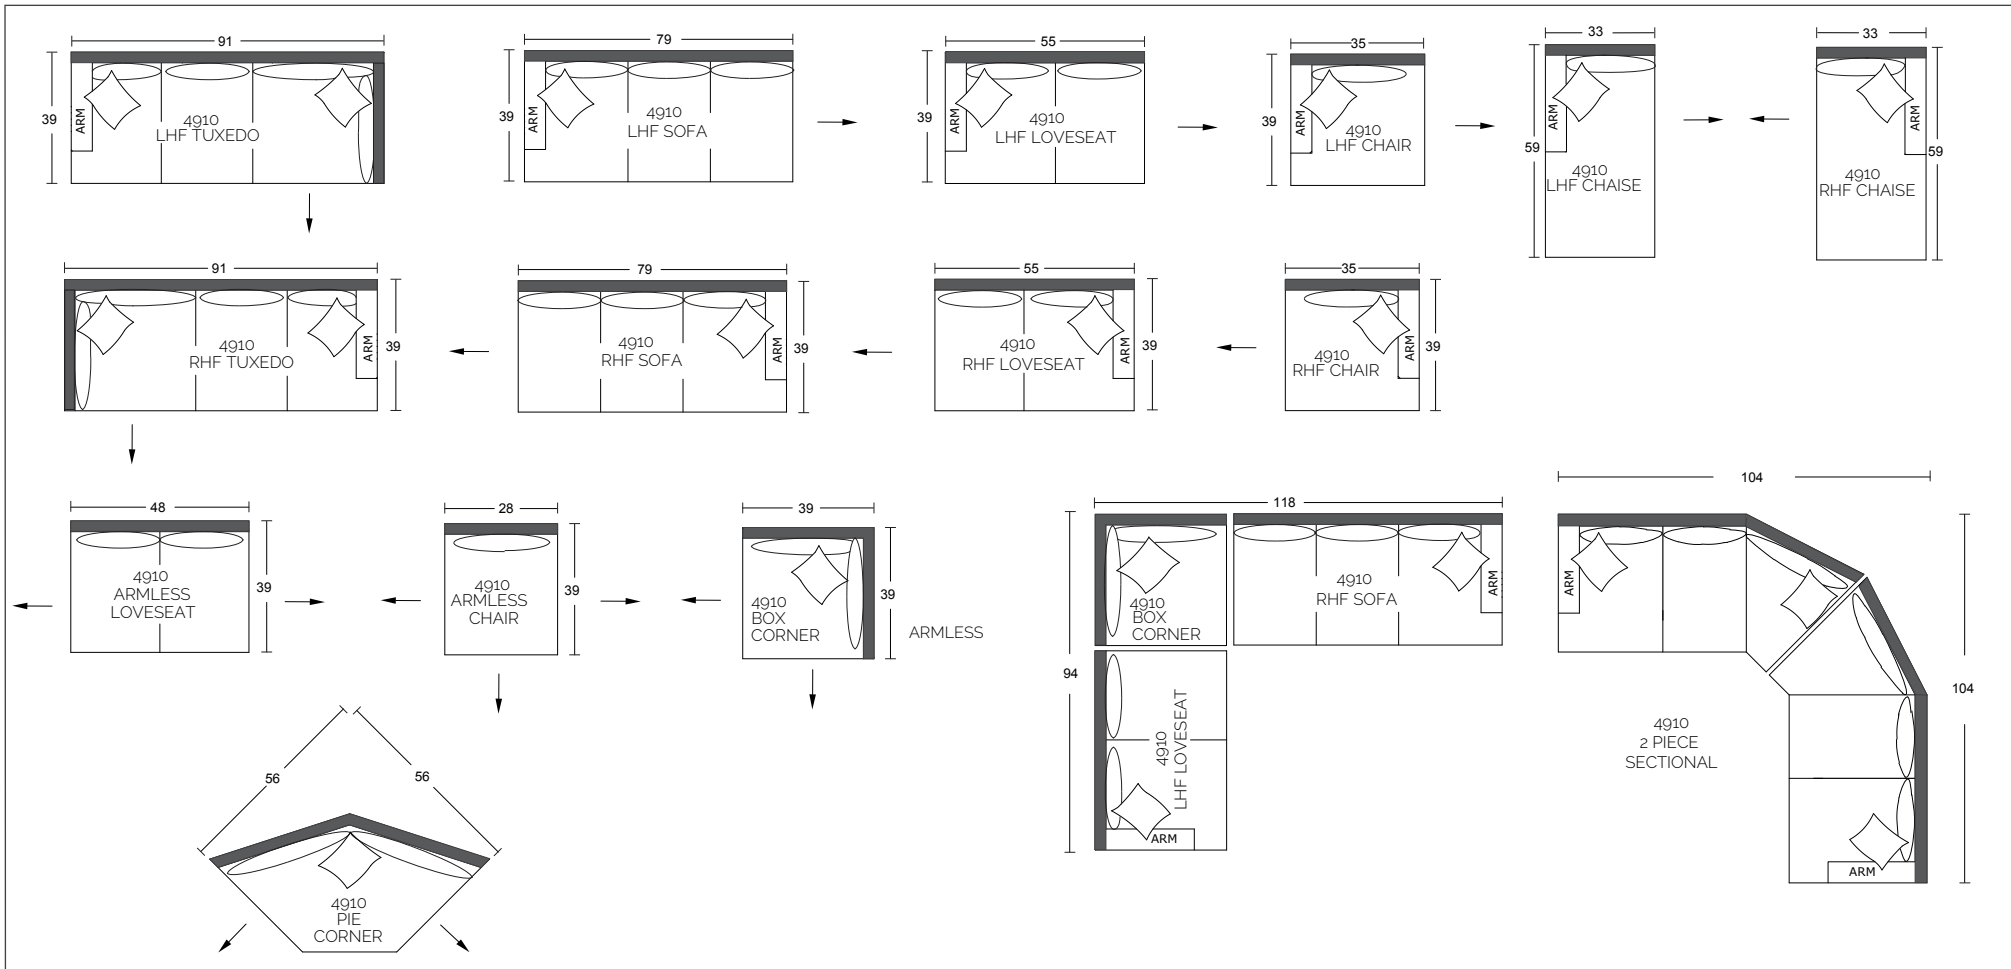 91
39
ARM
4910
LHF TUXEDO
79
39
ARM
4910
LHF SOFA
55
39
ARM
4910
LHF LOVESEAT
35
39
ARM
4910
LHF CHAIR
33
59
ARM
4910
LHF CHAISE
33
59
ARM
4910
RHF CHAISE
91
39
ARM
4910
RHF TUXEDO
79
39
ARM
4910
RHF SOFA
55
39
ARM
4910
RHF LOVESEAT
35
39
ARM
4910
RHF CHAIR
48
39
4910
ARMLESS
LOVESEAT
28
39
4910
ARMLESS
CHAIR
39
39
4910
BOX
CORNER
ARMLESS
118
94
4910
BOX
CORNER
4910
RHF SOFA
ARM
4910
LHF LOVESEAT
ARM
104
104
ARM
4910
2 PIECE
SECTIONAL
ARM
56
56
4910
PIE
CORNER